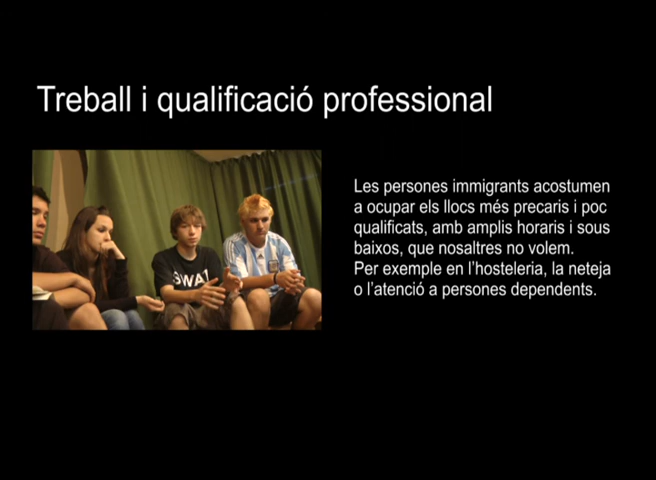 Treball i qualificació professional
Les persones immigrants acostumen
a ocupar els llocs més precaris i poc
qualificats, amb amplis horaris i sous
baixos, que nosaltres no volem.
Per exemple en l'hosteleria, la neteja
o l'atenció a persones dependents.
SWAT